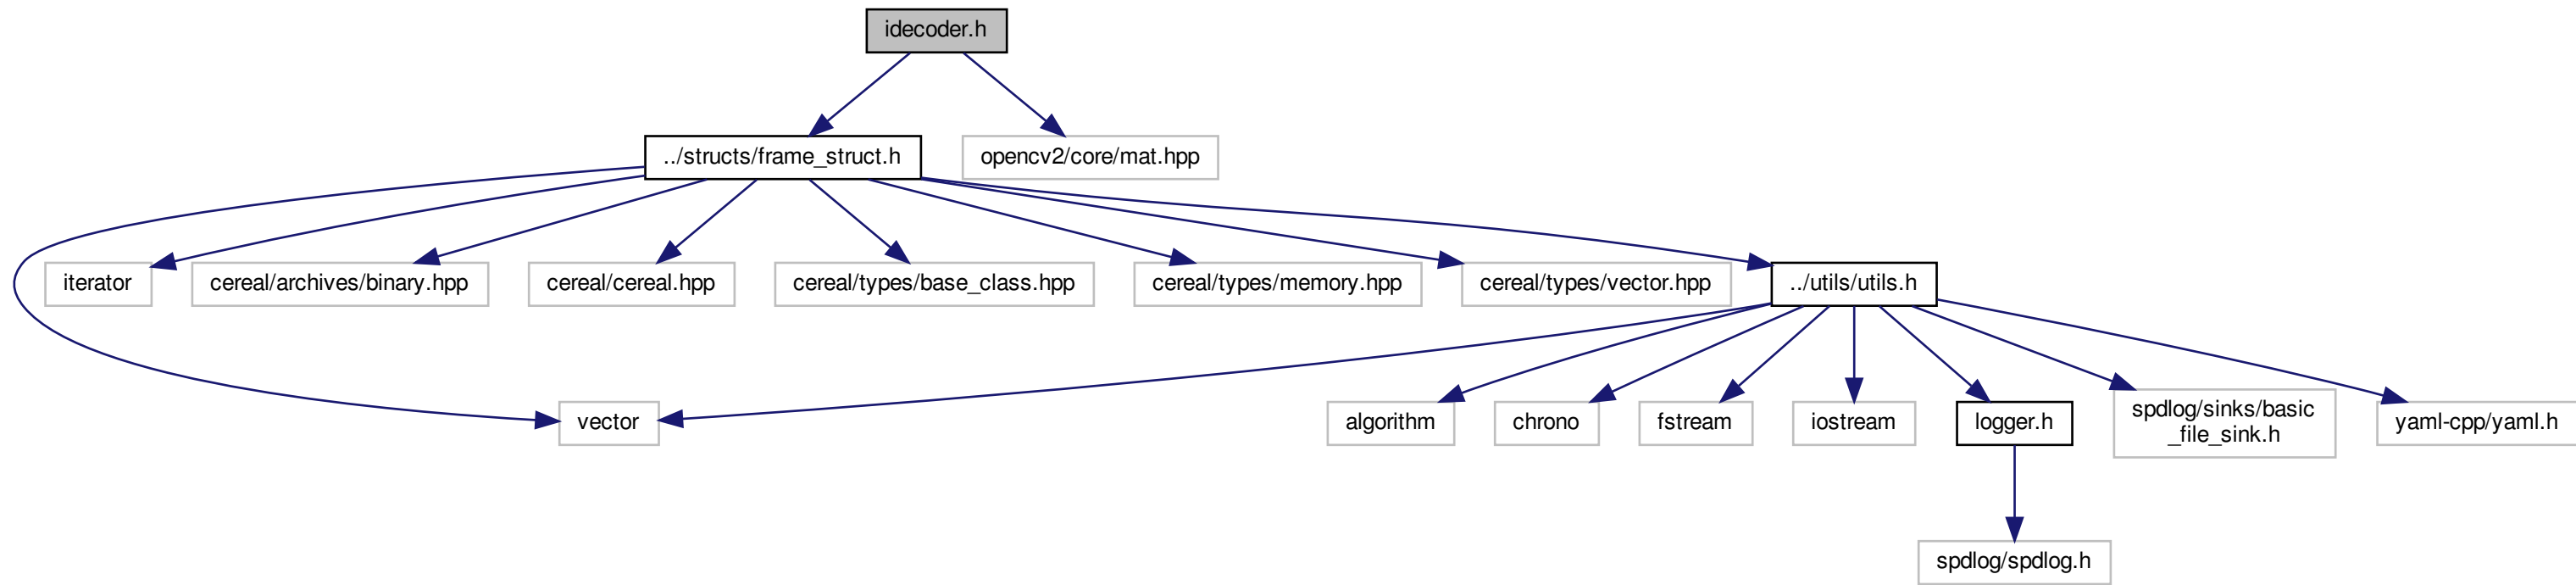 idecoder.h
../structs/frame_struct.h
opencv2/core/mat.hpp
iterator
cereal/archives/binary.hpp
cereal/cereal.hpp
cereal/types/base_class.hpp
cereal/types/memory.hpp
cereal/types/vector.hpp
../utils/utils.h
vector
algorithm
chrono
fstream
iostream
logger.h
spdlog/sinks/basic
_file_sink.h
yaml-cpp/yaml.h
spdlog/spdlog.h